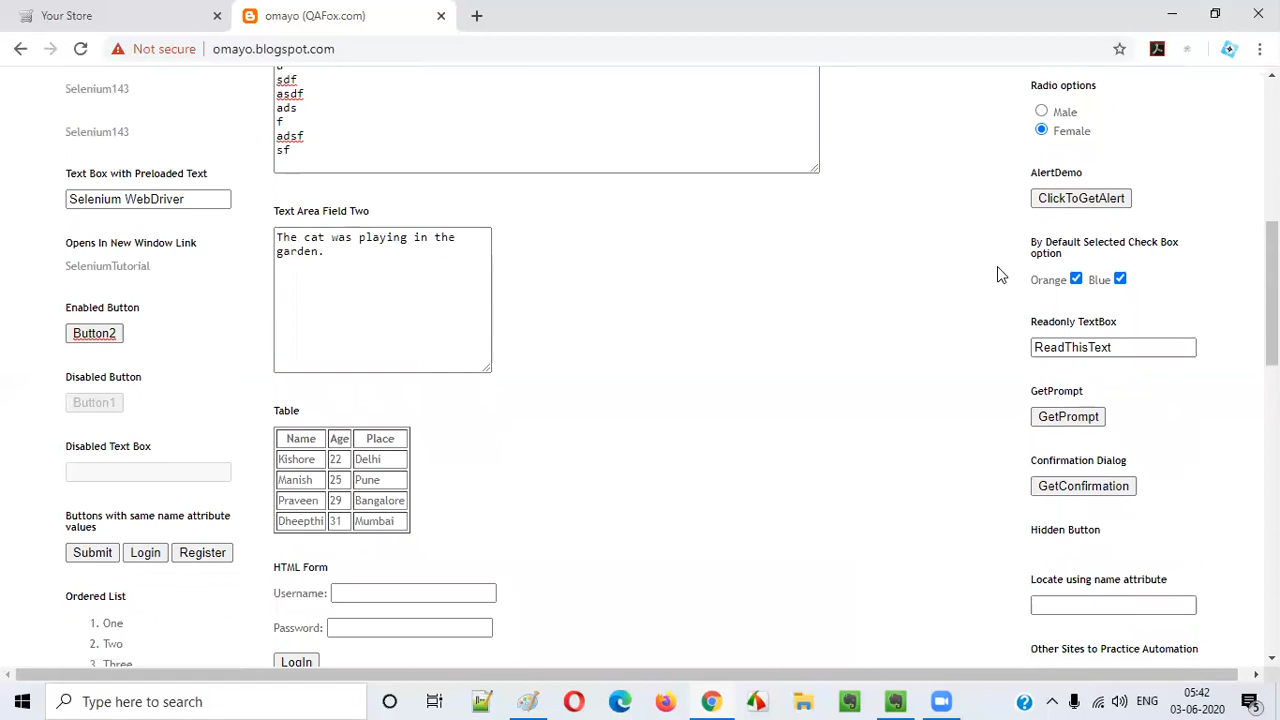 Your Store
omayo (QAFox.com)
Not secure
omayo.blogspot.com
Selenium143
Selenium143
Text Box with Preloaded Text
Selenium WebDriver
Opens In New Window Link
SeleniumTutorial
Enabled Button
Button2
Disabled Button
Button1
Disabled Text Box
Buttons with same name attribute
values
Submit
Login
Register
Ordered List
1. One
2. Two
3. Three
sdf
asdf
ads
f
adsf
sf
Text Area Field Two
The cat was playing in the
garden.
Table
Name Age Place
Kishore 22 Delhi
Manish 25 Pune
Praveen 29 Bangalore
Dheepthi 31 Mumbai
HTML Form
Username:
Password:
LogIn
Radio options
Male
Female
AlertDemo
ClickToGetAlert
By Default Selected Check Box
option
Orange Blue
Readonly TextBox
ReadThisText
GetPrompt
GetPrompt
Confirmation Dialog
GetConfirmation
Hidden Button
Locate using name attribute
Other Sites to Practice Automation
Type here to search
ENG
05:42
03-06-2020
5